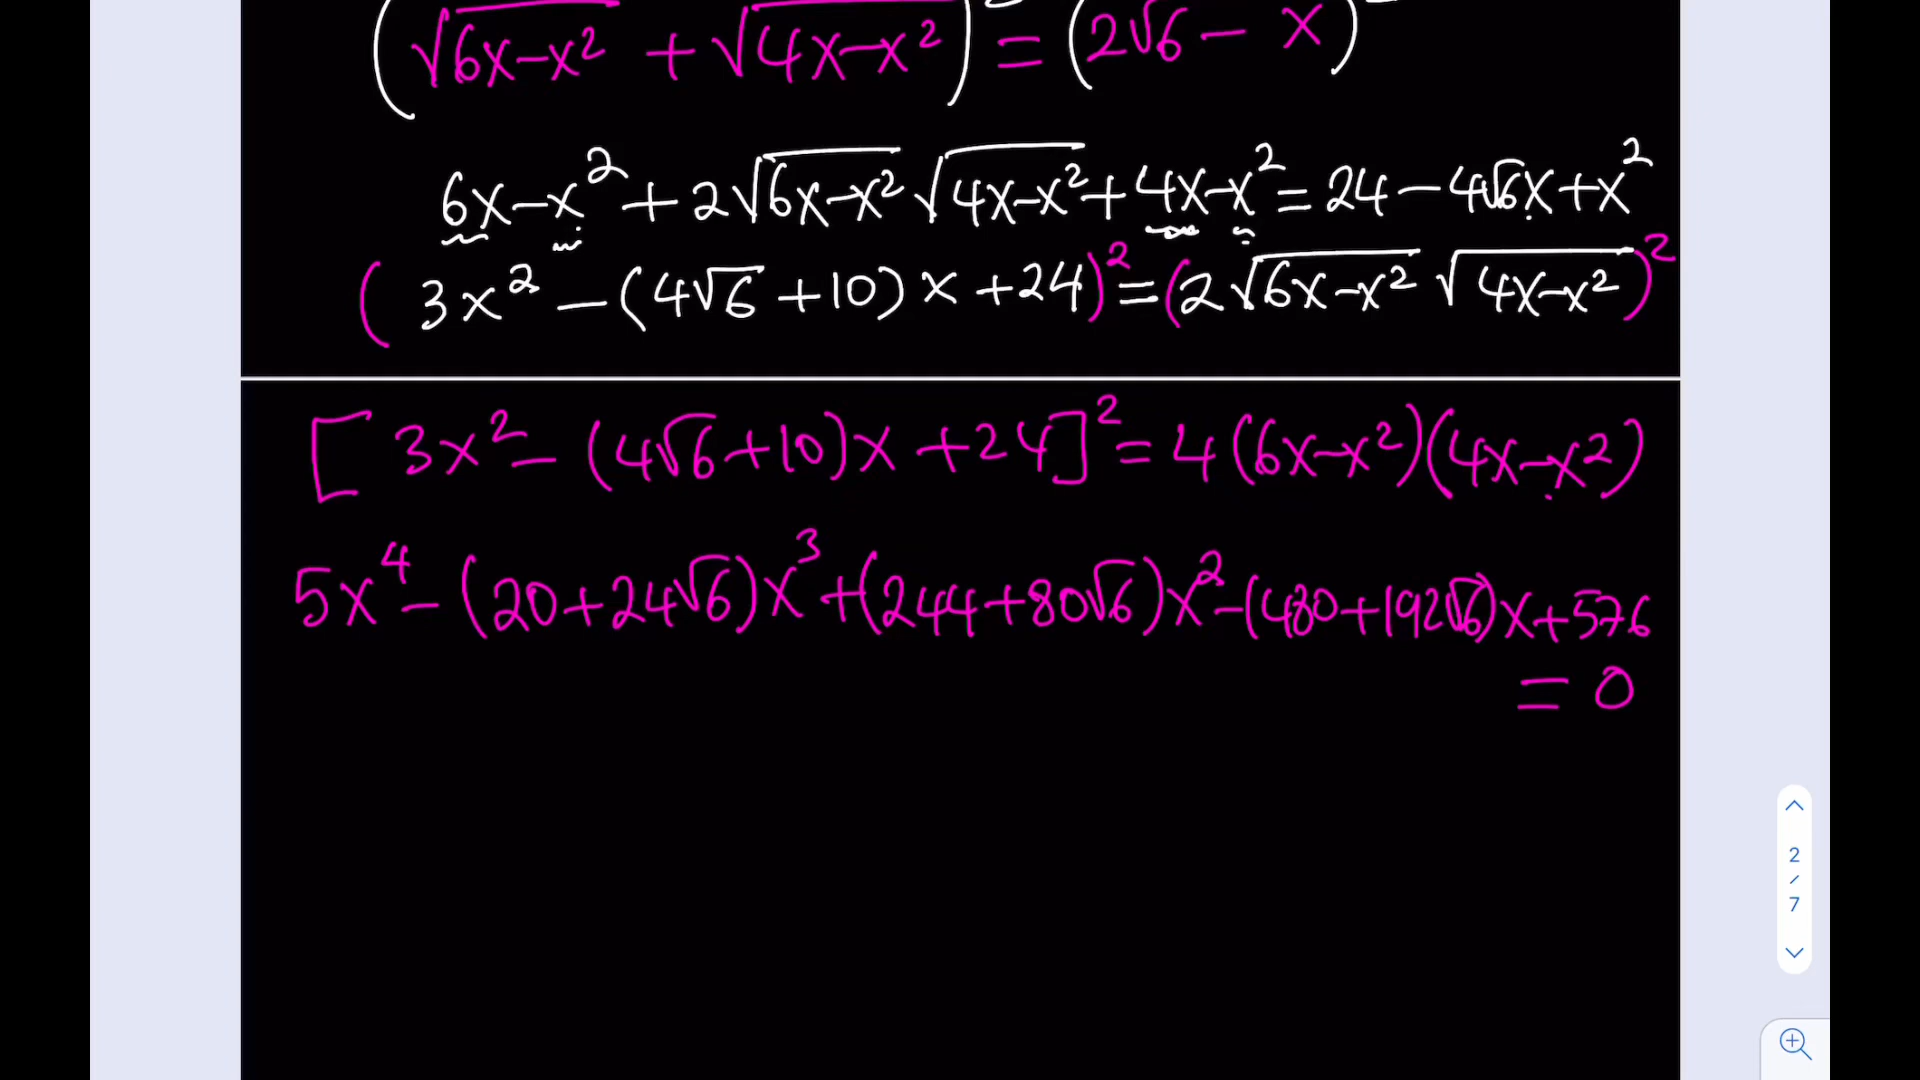 (√6x-x² + √4x-x²)² = (2√6 - x)²
6x-x² + 2√6x-x² √4x-x² + 4x-x² = 24 - 4√6x + x²
(3x² - (4√6 + 10) x + 24)² = (2√6x-x² √4x-x²)²
[3x² - (4√6 + 10)x + 24]² = 4(6x-x²)(4x-x²)
5x⁴ - (20+24√6)x³ + (244+80√6)x² - (480+192√6)x + 576
= 0
2
/
7